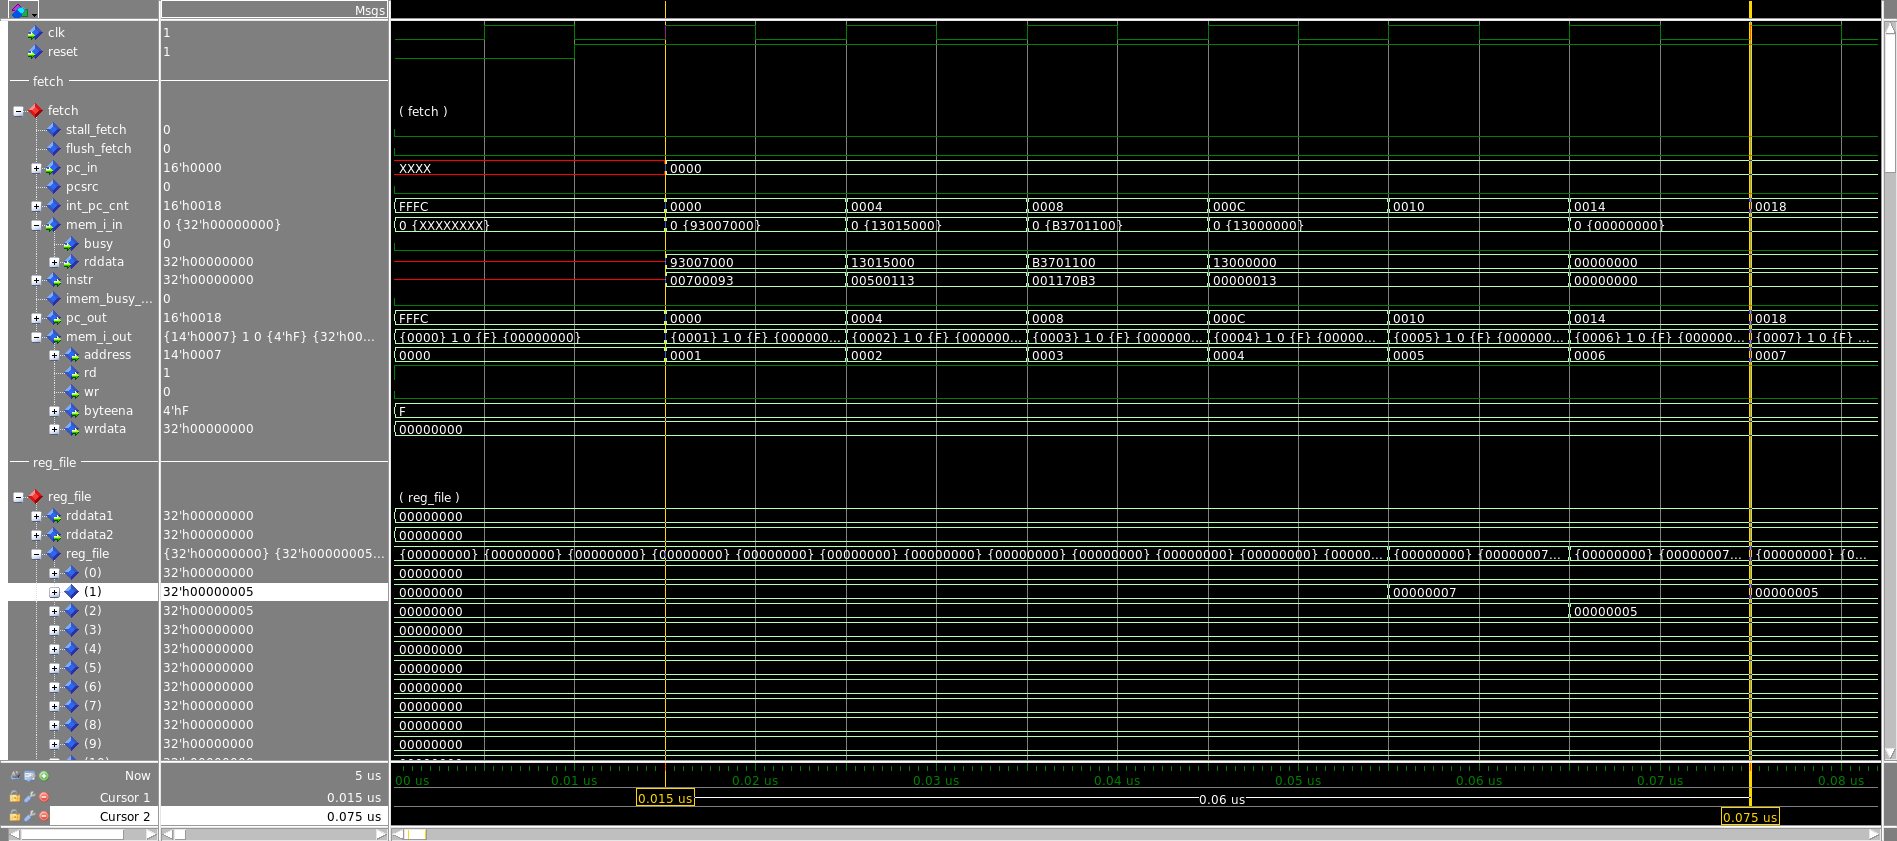 Msgs
clk 1
reset 1
fetch
fetch ( fetch )
stall_fetch 0
flush_fetch 0
pc_in 16'h0000 XXXX 0000
pcsrc 0
int_pc_cnt 16'h0018 FFFC 0000 0004 0008 000C 0010 0014 0018
mem_i_in 0 {32'h00000000} 0 {XXXXXXXX} 0 {93007000} 0 {13015000} 0 {B3701100} 0 {13000000} 0 {00000000}
busy 0
rddata 32'h00000000 93007000 13015000 B3701100 13000000 00000000
instr 32'h00000000 00700093 00500113 001170B3 00000013 00000000
imem_busy_... 0
pc_out 16'h0018 FFFC 0000 0004 0008 000C 0010 0014 0018
mem_i_out {14'h0007} 1 0 {4'hF} {32'h00... {0000} 1 0 {F} {00000000} {0001} 1 0 {F} {000000... {0002} 1 0 {F} {000000... {0003} 1 0 {F} {000000... {0004} 1 0 {F} {00000... {0005} 1 0 {F} {000000... {0006} 1 0 {F} {000000... {0007} 1 0 {F} ...
address 14'h0007 0000 0001 0002 0003 0004 0005 0006 0007
rd 1
wr 0
byteena 4'hF F
wrdata 32'h00000000 00000000
reg_file
reg_file ( reg_file )
rddata1 32'h00000000 00000000
rddata2 32'h00000000 00000000
reg_file {32'h00000000} {32'h00000005... {00000000} {00000000} {00000000} {00000000} {00000000} {00000000} {00000000} {00000000} {00000000} {00000000} {00000000} {00000... {00000000} {00000007... {00000000} {00000007... {00000000} {0...
(0) 32'h00000000 00000000
(1) 32'h00000005 00000000 00000007 00000005
(2) 32'h00000005 00000000 00000005
(3) 32'h00000000 00000000
(4) 32'h00000000 00000000
(5) 32'h00000000 00000000
(6) 32'h00000000 00000000
(7) 32'h00000000 00000000
(8) 32'h00000000 00000000
(9) 32'h00000000 00000000
Now 5 us 00 us 0.01 us 0.02 us 0.03 us 0.04 us 0.05 us 0.06 us 0.07 us 0.08 us
Cursor 1 0.015 us 0.015 us 0.06 us
Cursor 2 0.075 us 0.075 us